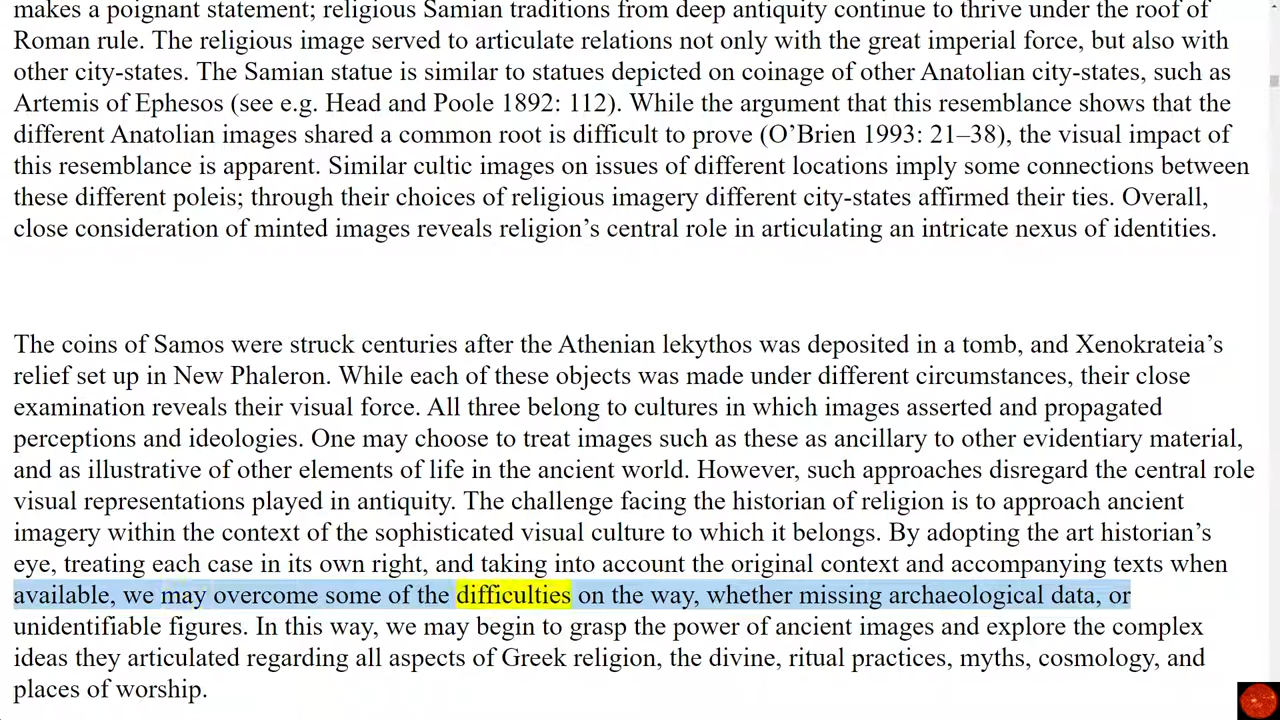 makes a poignant statement; religious Samian traditions from deep antiquity continue to thrive under the roof of
Roman rule. The religious image served to articulate relations not only with the great imperial force, but also with
other city-states. The Samian statue is similar to statues depicted on coinage of other Anatolian city-states, such as
Artemis of Ephesos (see e.g. Head and Poole 1892: 112). While the argument that this resemblance shows that the
different Anatolian images shared a common root is difficult to prove (O’Brien 1993: 21–38), the visual impact of
this resemblance is apparent. Similar cultic images on issues of different locations imply some connections between
these different poleis; through their choices of religious imagery different city-states affirmed their ties. Overall,
close consideration of minted images reveals religion’s central role in articulating an intricate nexus of identities.
The coins of Samos were struck centuries after the Athenian lekythos was deposited in a tomb, and Xenokrateia’s
relief set up in New Phaleron. While each of these objects was made under different circumstances, their close
examination reveals their visual force. All three belong to cultures in which images asserted and propagated
perceptions and ideologies. One may choose to treat images such as these as ancillary to other evidentiary material,
and as illustrative of other elements of life in the ancient world. However, such approaches disregard the central role
visual representations played in antiquity. The challenge facing the historian of religion is to approach ancient
imagery within the context of the sophisticated visual culture to which it belongs. By adopting the art historian’s
eye, treating each case in its own right, and taking into account the original context and accompanying texts when
available, we may overcome some of the difficulties on the way, whether missing archaeological data, or
unidentifiable figures. In this way, we may begin to grasp the power of ancient images and explore the complex
ideas they articulated regarding all aspects of Greek religion, the divine, ritual practices, myths, cosmology, and
places of worship.